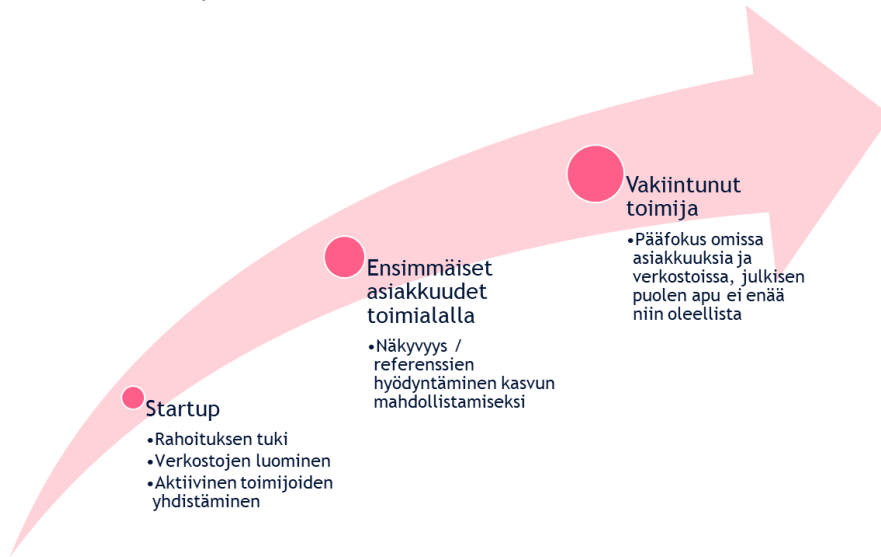 Startup
•Rahoituksen tuki
•Verkostojen luominen
•Aktiivinen toimijoiden
yhdistäminen
Ensimmäiset
asiakkuudet
toimialalla
•Näkyvyys /
referenssien
hyödyntäminen kasvun
mahdollistamiseksi
Vakiintunut
toimija
•Pääfokus omissa
asiakkuuksia ja
verkostoissa, julkisen
puolen apu ei enää
niin oleellista